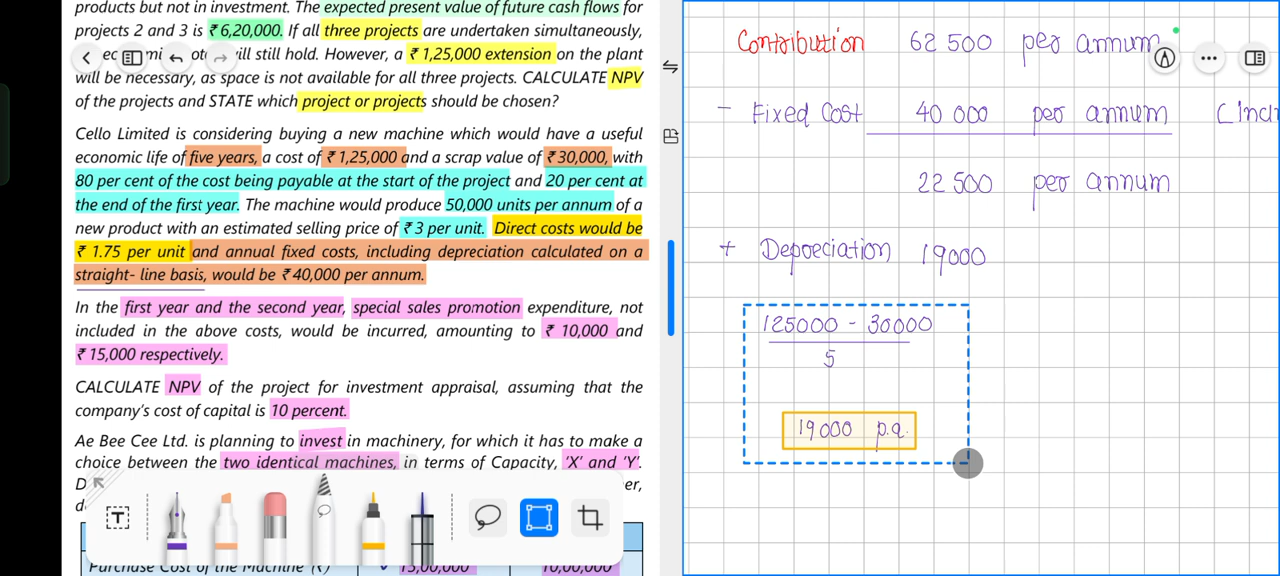 products but not in investment. The expected present value of future cash flows for
projects 2 and 3 is ₹ 6,20,000. If all three projects are undertaken simultaneously,
will still hold. However, a ₹ 1,25,000 extension on the plant
will be necessary, as space is not available for all three projects. CALCULATE NPV
of the projects and STATE which project or projects should be chosen?
Cello Limited is considering buying a new machine which would have a useful
economic life of five years, a cost of ₹ 1,25,000 and a scrap value of ₹ 30,000, with
80 per cent of the cost being payable at the start of the project and 20 per cent at
the end of the first year. The machine would produce 50,000 units per annum of a
new product with an estimated selling price of ₹ 3 per unit. Direct costs would be
₹ 1.75 per unit and annual fixed costs, including depreciation calculated on a
straight- line basis, would be ₹ 40,000 per annum.
In the first year and the second year, special sales promotion expenditure, not
included in the above costs, would be incurred, amounting to ₹ 10,000 and
₹ 15,000 respectively.
CALCULATE NPV of the project for investment appraisal, assuming that the
company's cost of capital is 10 percent.
Ae Bee Cee Ltd. is planning to invest in machinery, for which it has to make a
choice between the two identical machines, in terms of Capacity, 'X' and 'Y'.
Purchase Cost of the Machine (₹) 15,00,000 10,00,000
T
Contribution 62 500 per annum
- Fixed Cost 40 000 per annum
22 500 per annum
+ Depreciation 19000
125000 - 30000
5
19000 p.a.